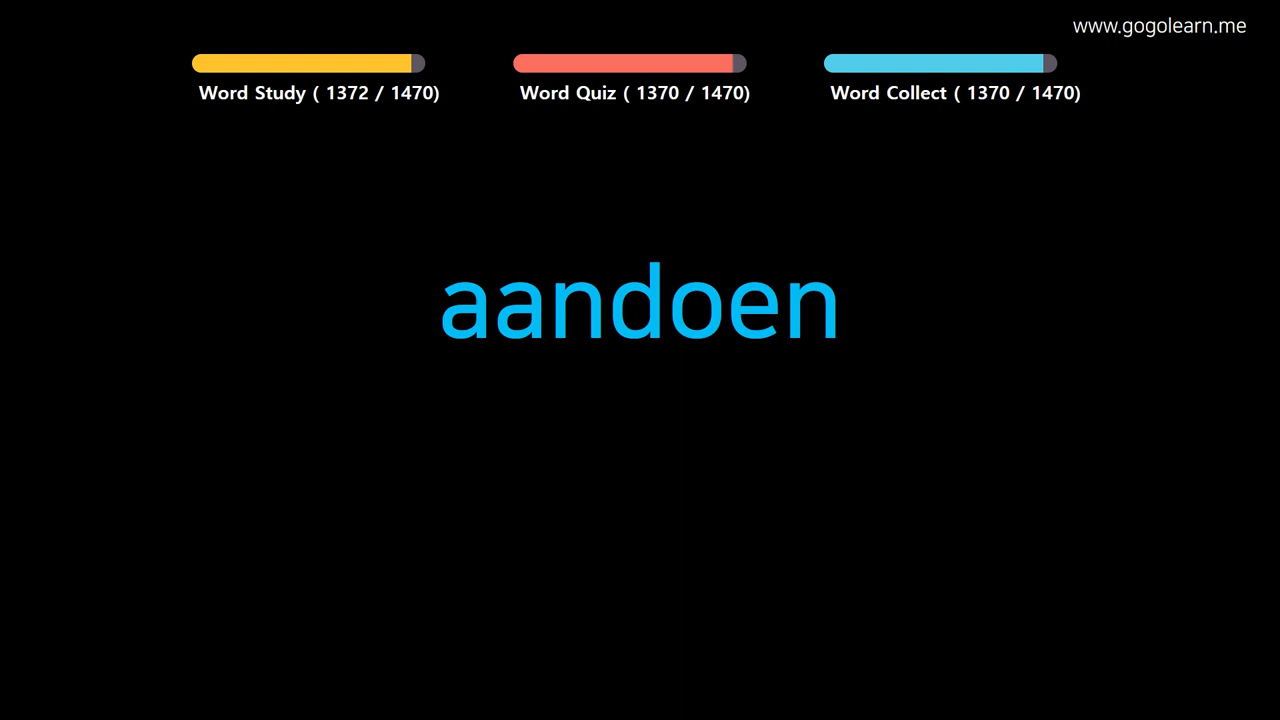 www.gogolearn.me
Word Study ( 1372 / 1470)
Word Quiz ( 1370 / 1470)
Word Collect ( 1370 / 1470)
aandoen